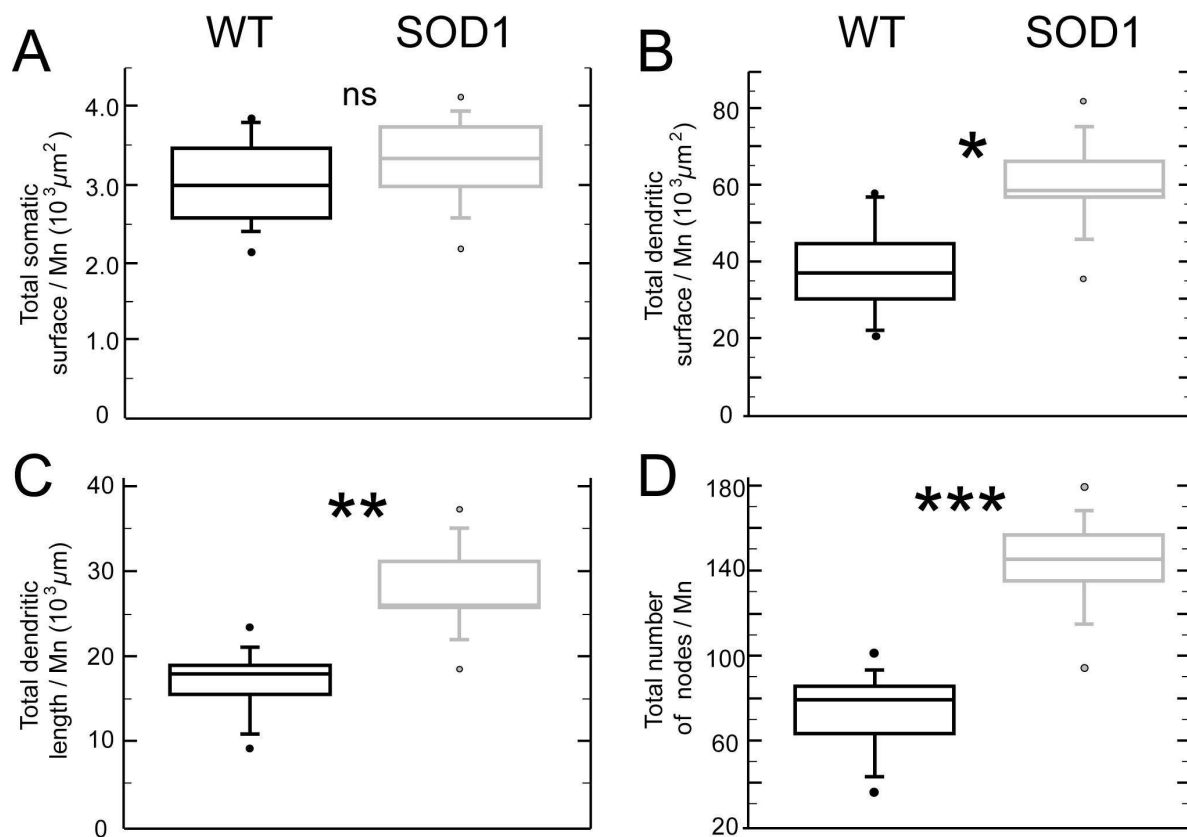 A
WT
SOD1
ns
4.0
3.0
2.0
1.0
0
Total somatic
surface / Mn (10³µm²)
B
WT
SOD1
*
80
60
40
20
0
Total dendritic
surface / Mn (10³µm²)
C
**
40
30
20
10
0
Total dendritic
length / Mn (10³µm)
D
***
180
140
100
60
20
Total number
of nodes / Mn